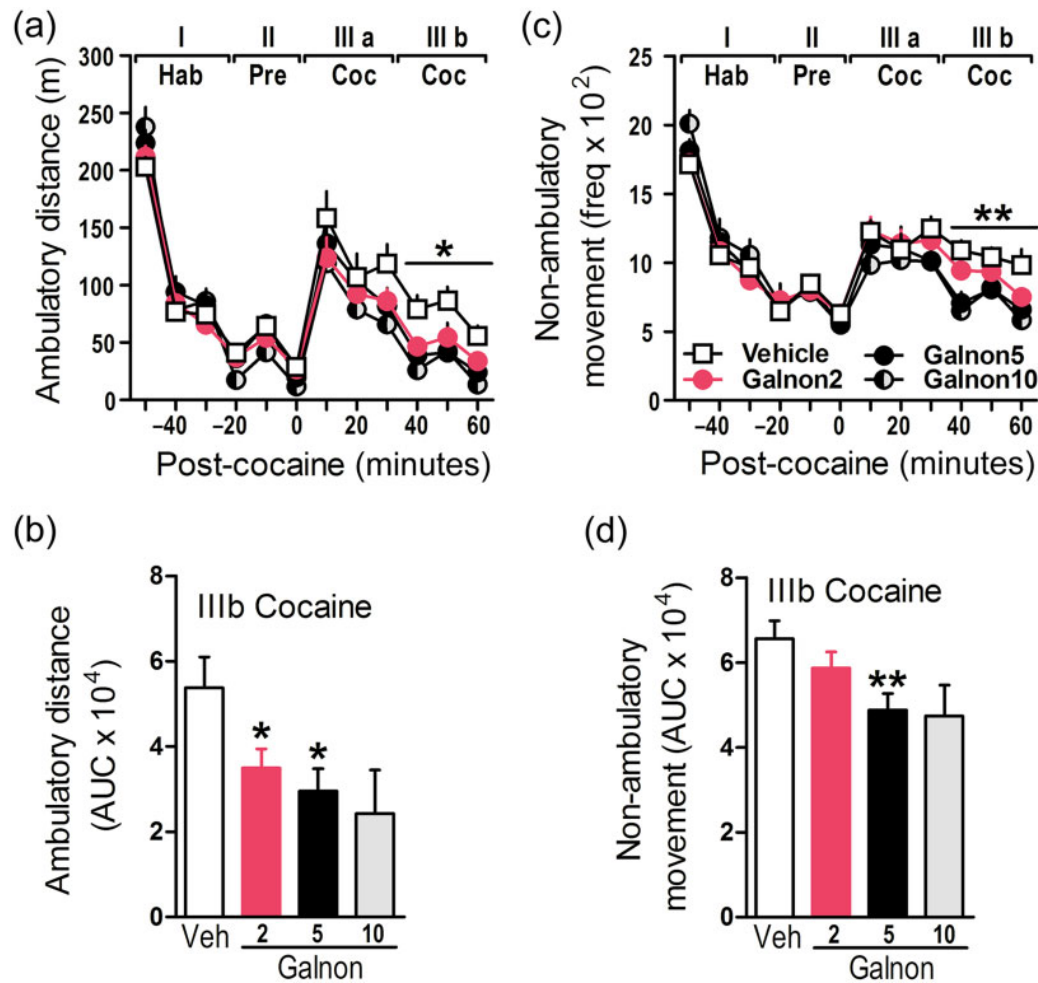 (a)
I II III a III b
Hab Pre Coc Coc
Ambulatory distance (m)
300
250
200
150
100
50
0
*
–40 –20 0 20 40 60
Post-cocaine (minutes)
(c)
I II III a III b
Hab Pre Coc Coc
Non-ambulatory
movement (freq x 10²)
25
20
15
10
5
0
**
Vehicle Galnon5
Galnon2 Galnon10
–40 –20 0 20 40 60
Post-cocaine (minutes)
(b)
IIIb Cocaine
Ambulatory distance
(AUC x 10⁴)
8
6
4
2
0
* *
Veh 2 5 10
Galnon
(d)
IIIb Cocaine
Non-ambulatory
movement (AUC x 10⁴)
8
6
4
2
0
**
Veh 2 5 10
Galnon